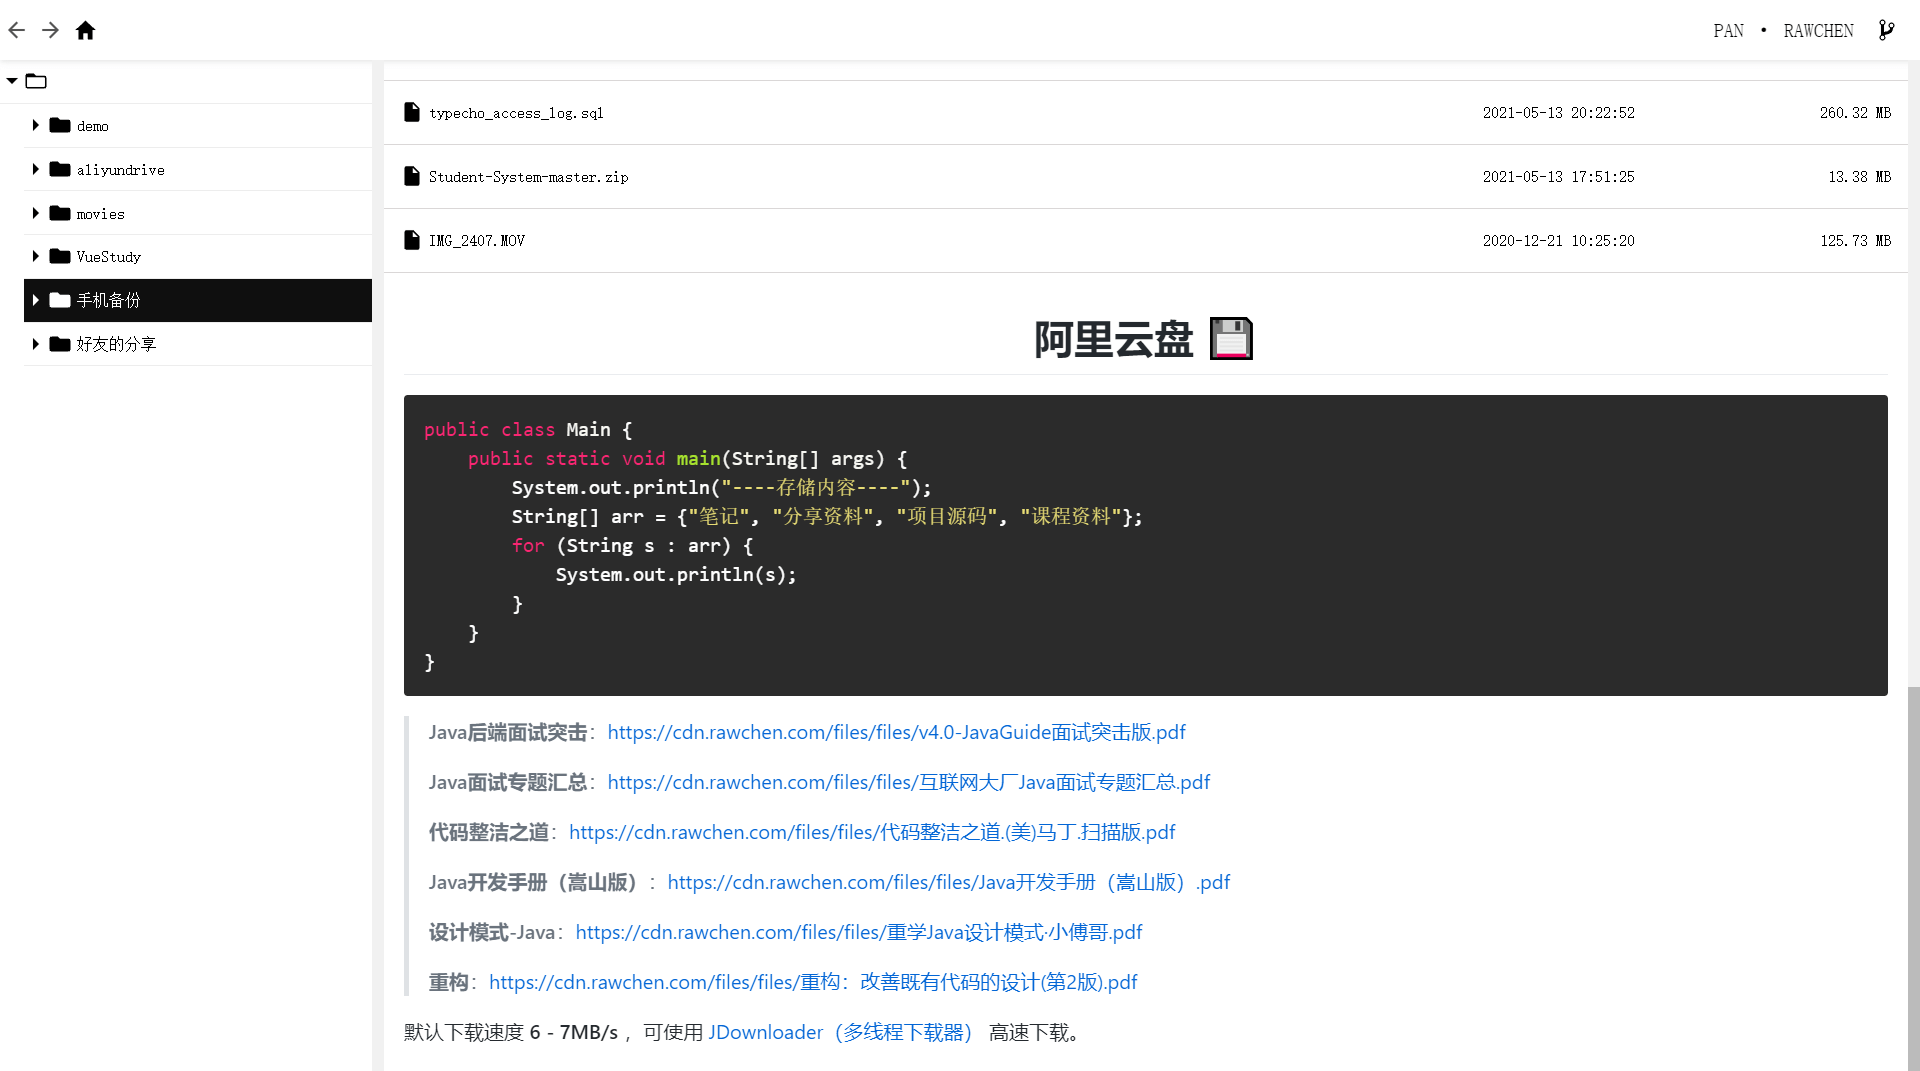 PAN • RAWCHEN
demo
aliyundrive
movies
VueStudy
手机备份
好友的分享
typecho_access_log.sql 2021-05-13 20:22:52 260.32 MB
Student-System-master.zip 2021-05-13 17:51:25 13.38 MB
IMG_2407.MOV 2020-12-21 10:25:20 125.73 MB
阿里云盘
public class Main {
    public static void main(String[] args) {
        System.out.println("----存储内容----");
        String[] arr = {"笔记", "分享资料", "项目源码", "课程资料"};
        for (String s : arr) {
            System.out.println(s);
        }
    }
}
Java后端面试突击：https://cdn.rawchen.com/files/files/v4.0-JavaGuide面试突击版.pdf
Java面试专题汇总：https://cdn.rawchen.com/files/files/互联网大厂Java面试专题汇总.pdf
代码整洁之道：https://cdn.rawchen.com/files/files/代码整洁之道.(美)马丁.扫描版.pdf
Java开发手册（嵩山版）：https://cdn.rawchen.com/files/files/Java开发手册（嵩山版）.pdf
设计模式-Java：https://cdn.rawchen.com/files/files/重学Java设计模式·小傅哥.pdf
重构：https://cdn.rawchen.com/files/files/重构：改善既有代码的设计(第2版).pdf
默认下载速度 6 - 7MB/s ，可使用 JDownloader（多线程下载器） 高速下载。